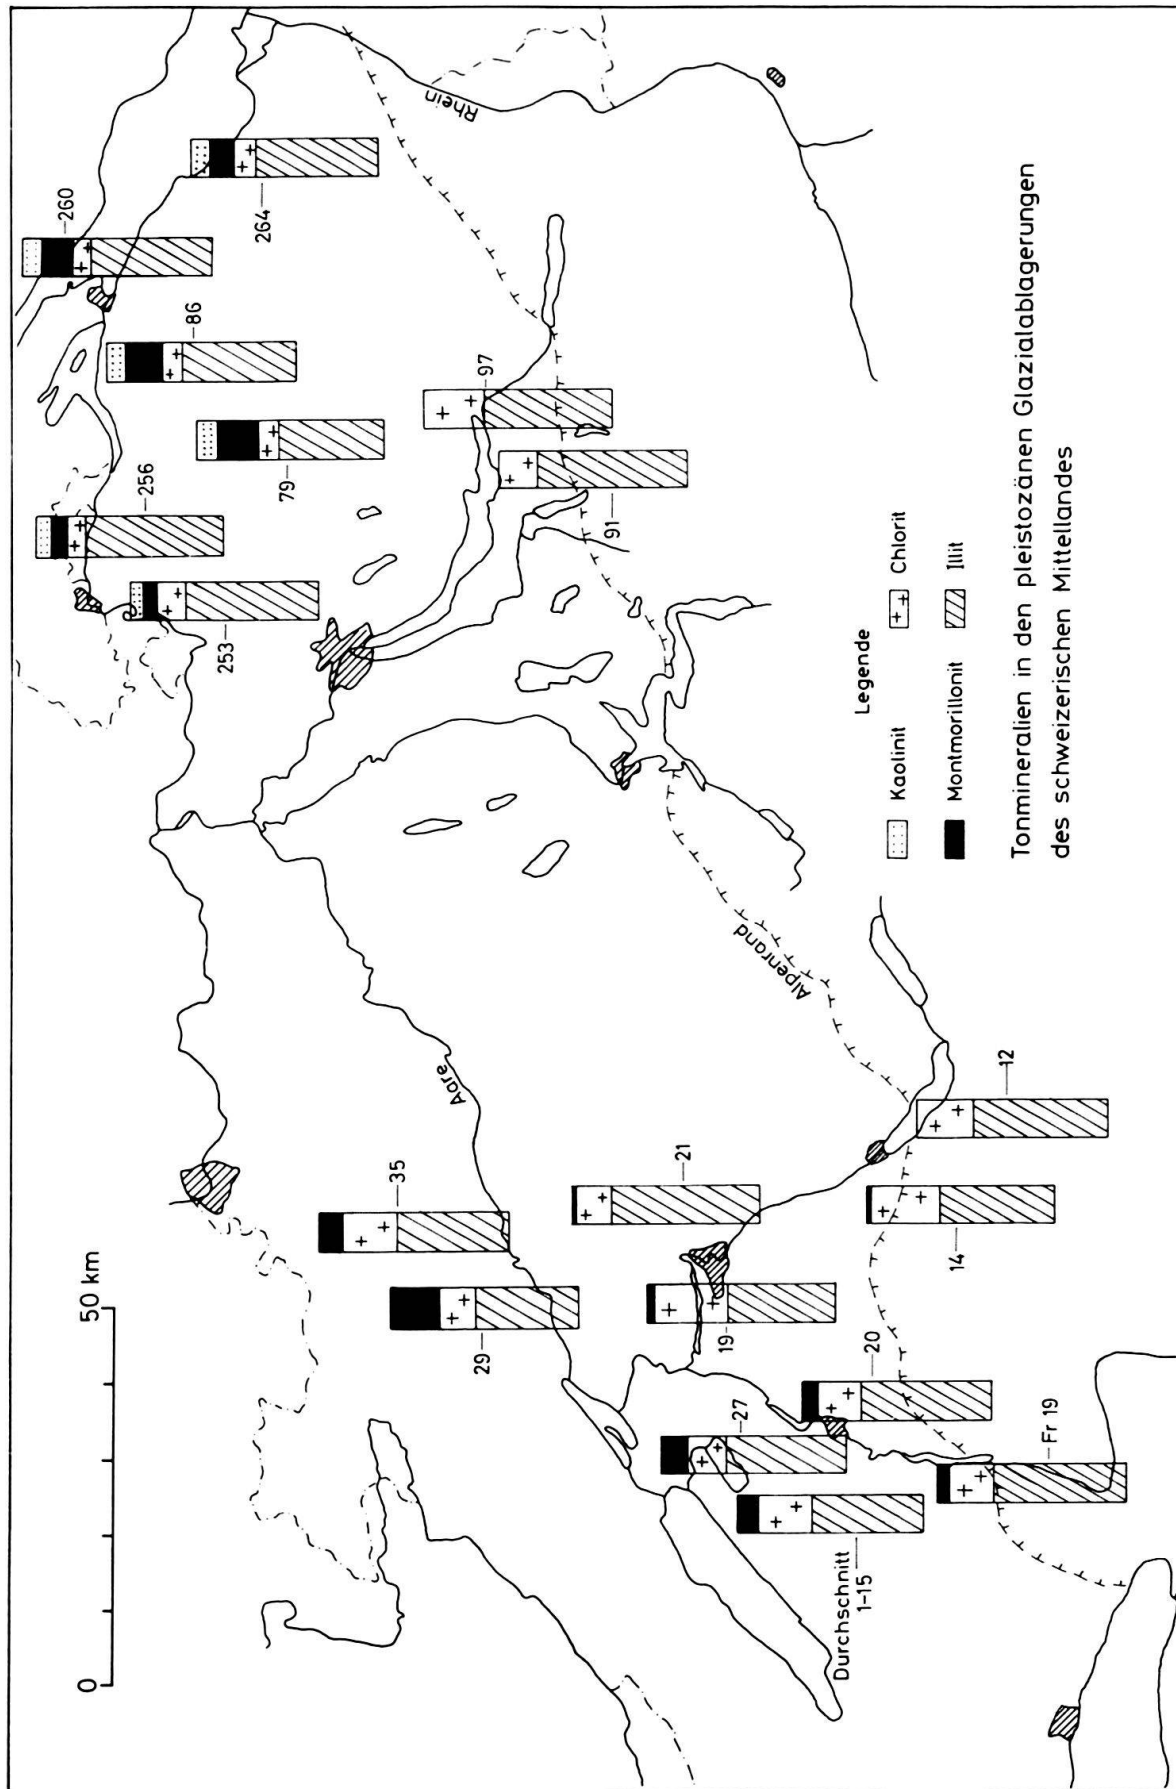 0 50 km
260
264
Rhein
86
79
256
253
97
91
35
Aare
29
21
19
27
20
14
12
Fr 19
Durchschnitt
1-15
Alpenrand
Legende
Kaolinit
Chlorit
Montmorillonit
Illit
Tonmineralien in den pleistozänen Glazialablagerungen
des schweizerischen Mittellandes